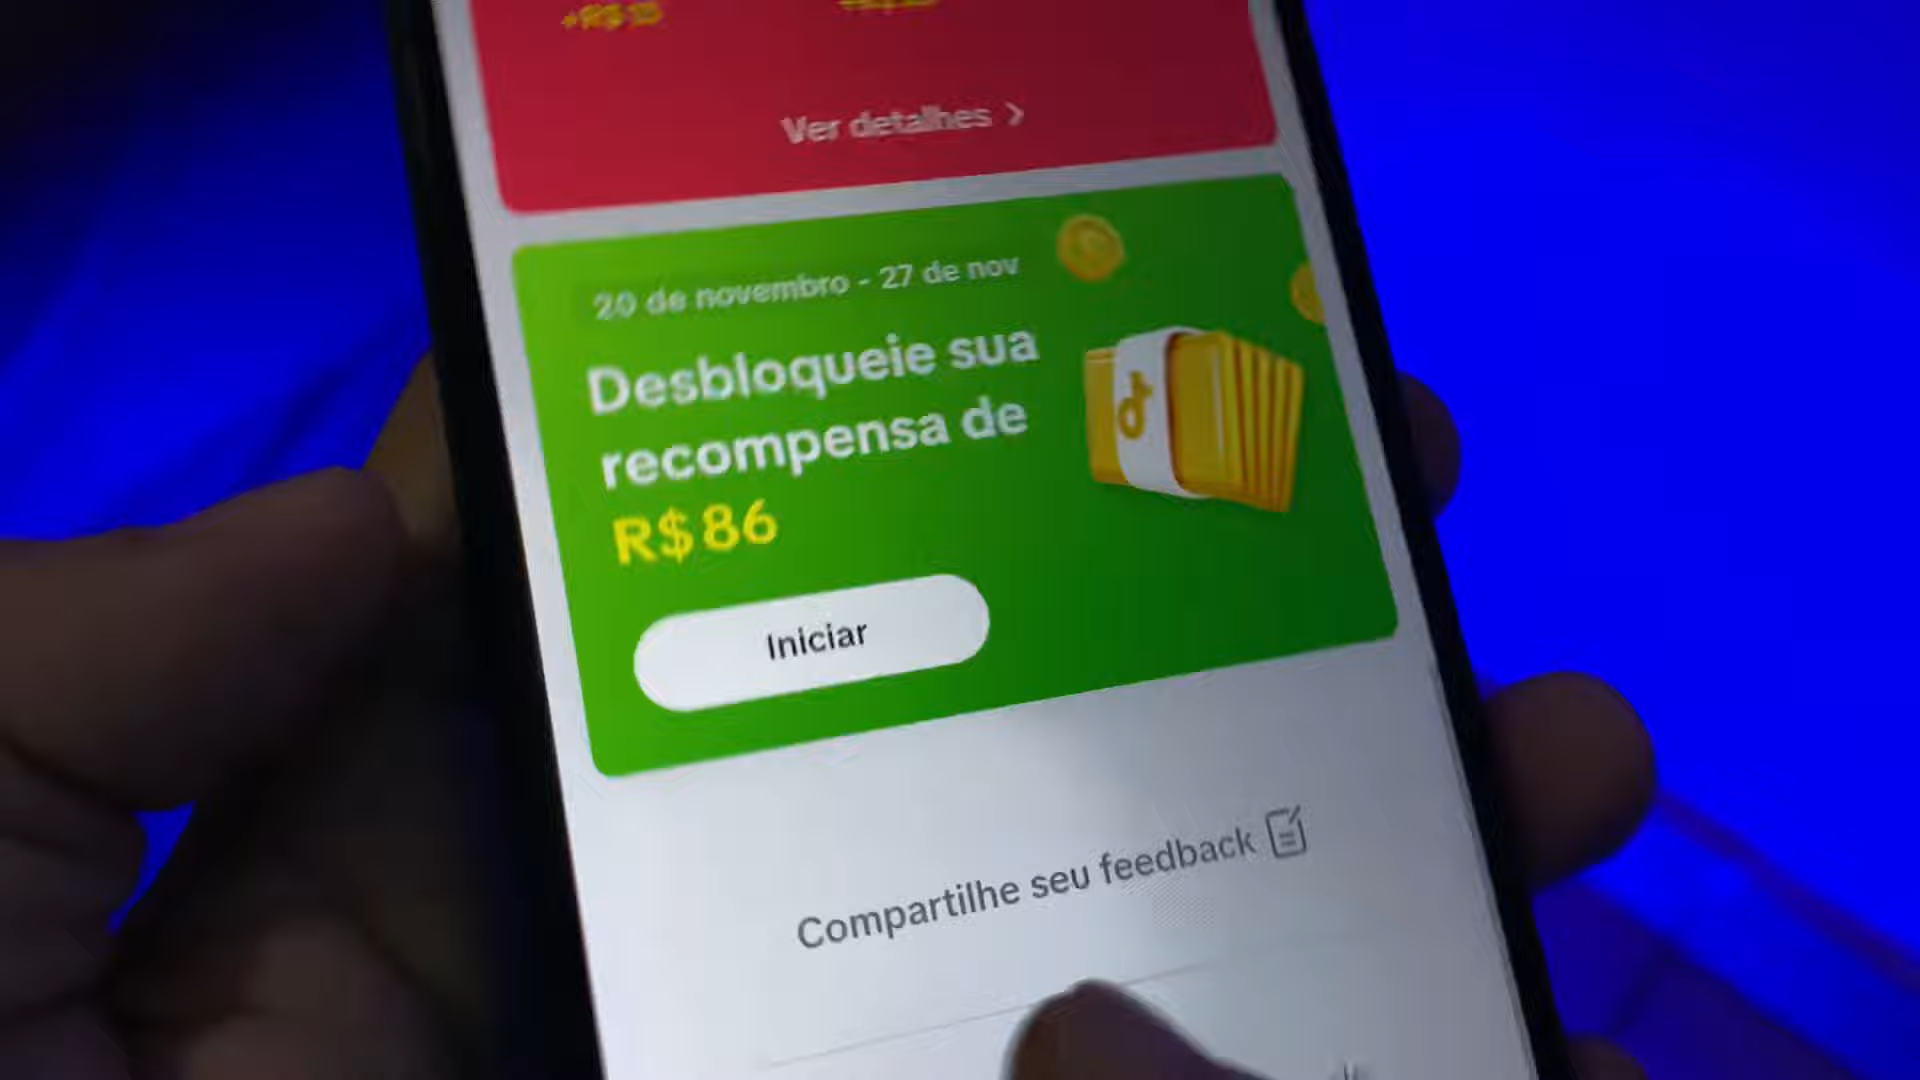 Ver detalhes
20 de novembro - 27 de nov
Desbloqueie sua
recompensa de
R$86
Iniciar
Compartilhe seu feedback